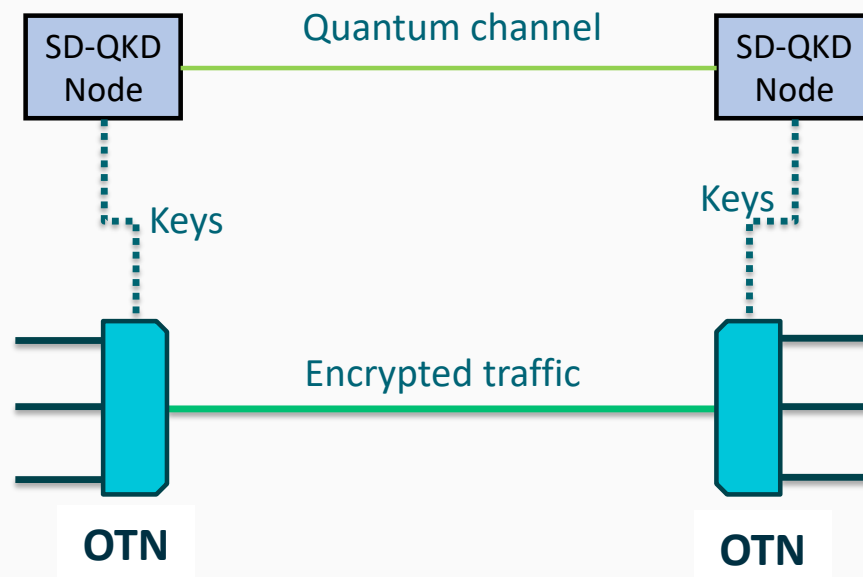 Quantum channel
SD-QKD
Node
SD-QKD
Node
Keys
Keys
Encrypted traffic
OTN
OTN